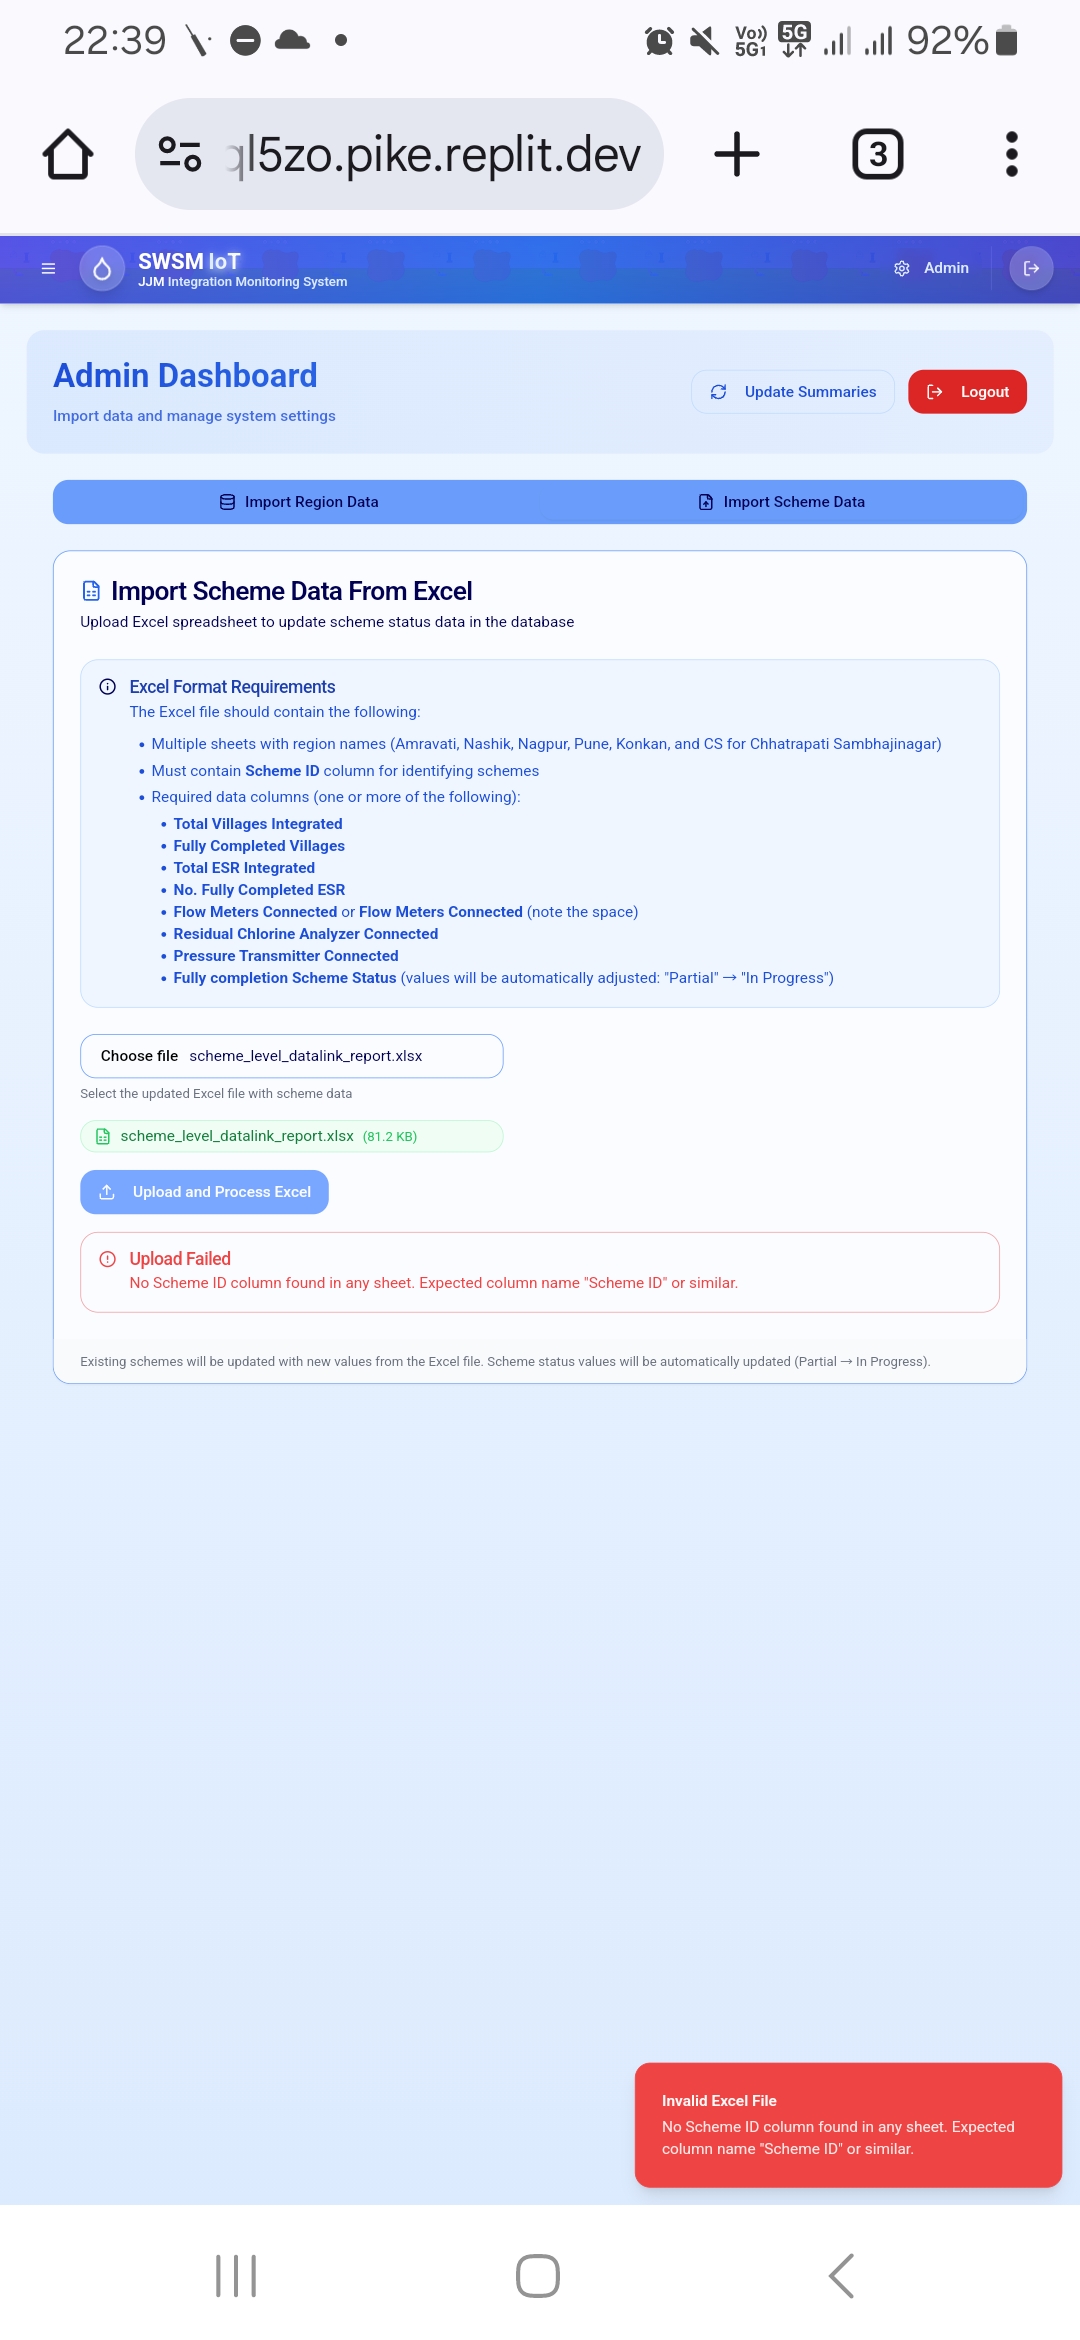 22:39
Vo)) 5G1
5G
92%
ql5zo.pike.replit.dev
3
SWSM IoT
JJM Integration Monitoring System
Admin
Admin Dashboard
Import data and manage system settings
Update Summaries
Logout
Import Region Data
Import Scheme Data
Import Scheme Data From Excel
Upload Excel spreadsheet to update scheme status data in the database
Excel Format Requirements
The Excel file should contain the following:
• Multiple sheets with region names (Amravati, Nashik, Nagpur, Pune, Konkan, and CS for Chhatrapati Sambhajinagar)
• Must contain Scheme ID column for identifying schemes
• Required data columns (one or more of the following):
• Total Villages Integrated
• Fully Completed Villages
• Total ESR Integrated
• No. Fully Completed ESR
• Flow Meters Connected or Flow Meters Connected (note the space)
• Residual Chlorine Analyzer Connected
• Pressure Transmitter Connected
• Fully completion Scheme Status (values will be automatically adjusted: "Partial" → "In Progress")
Choose file scheme_level_datalink_report.xlsx
Select the updated Excel file with scheme data
scheme_level_datalink_report.xlsx (81.2 KB)
Upload and Process Excel
Upload Failed
No Scheme ID column found in any sheet. Expected column name "Scheme ID" or similar.
Existing schemes will be updated with new values from the Excel file. Scheme status values will be automatically updated (Partial → In Progress).
Invalid Excel File
No Scheme ID column found in any sheet. Expected
column name "Scheme ID" or similar.